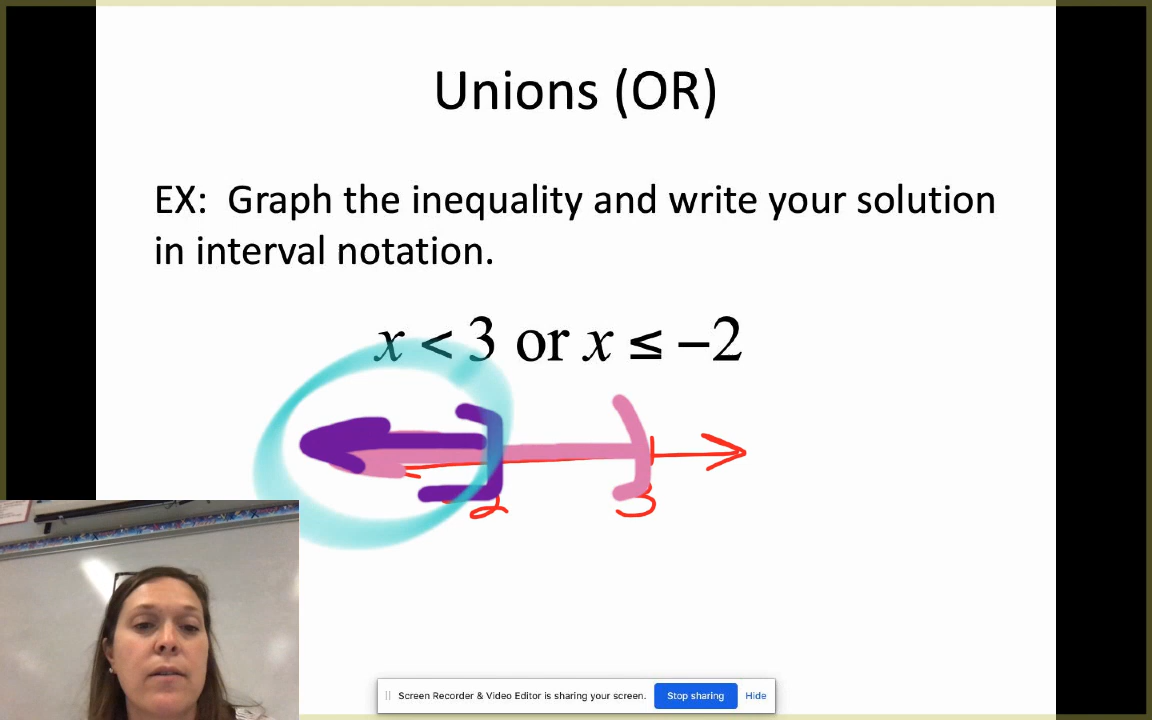 Unions (OR)
EX: Graph the inequality and write your solution
in interval notation.
x < 3 or x ≤ −2
-2 3
Screen Recorder & Video Editor is sharing your screen. Stop sharing Hide